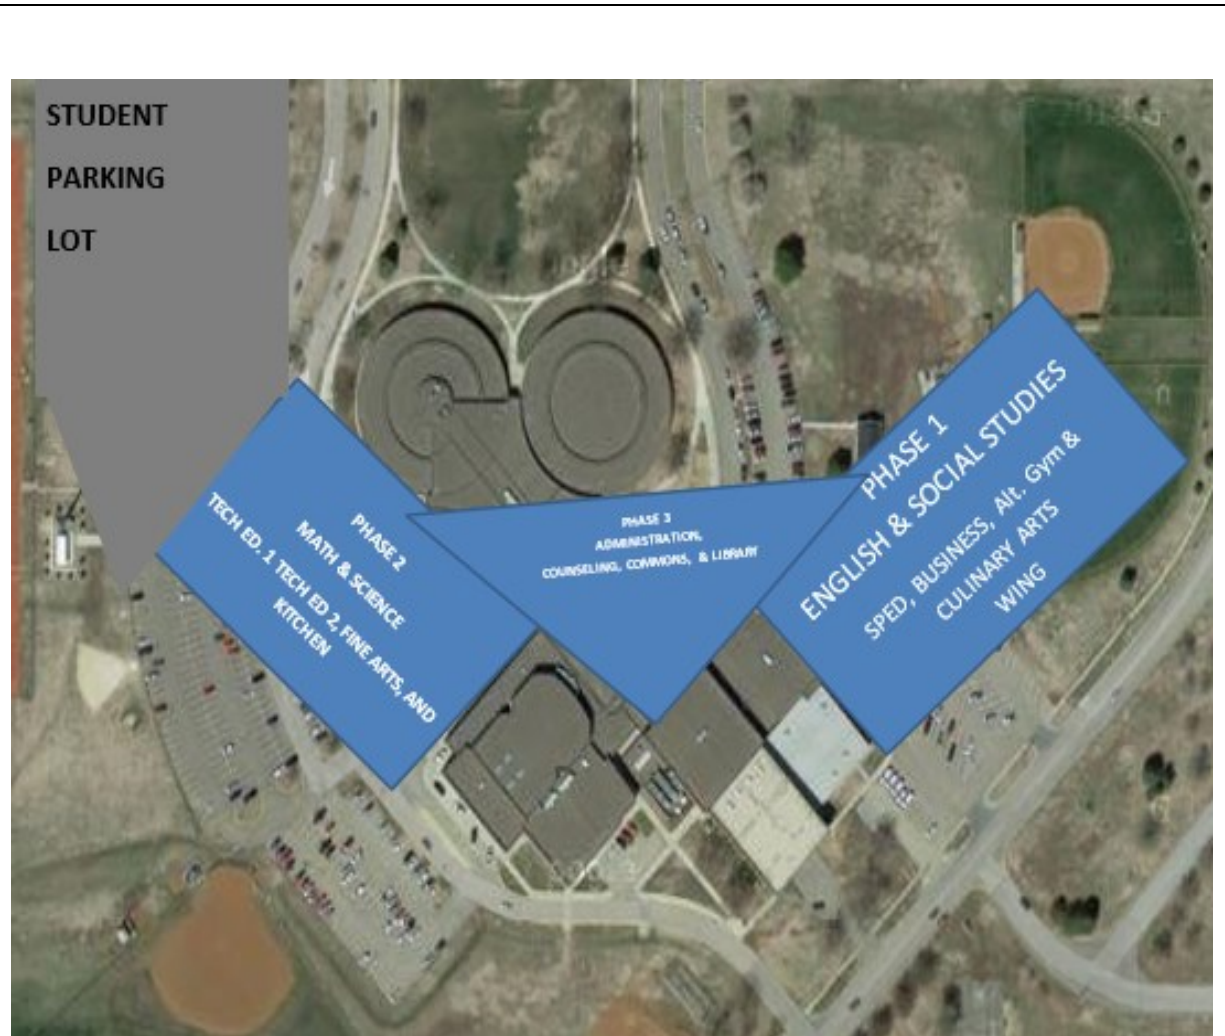 STUDENT
PARKING
LOT
PHASE 2
MATH & SCIENCE
TECH ED. 1 TECH ED 2, FINE ARTS, AND
KITCHEN
PHASE 3
ADMINISTRATION,
COUNSELING, COMMONS, & LIBRARY
PHASE 1
ENGLISH & SOCIAL STUDIES
SPED, BUSINESS, Alt. Gym &
CULINARY ARTS
WING